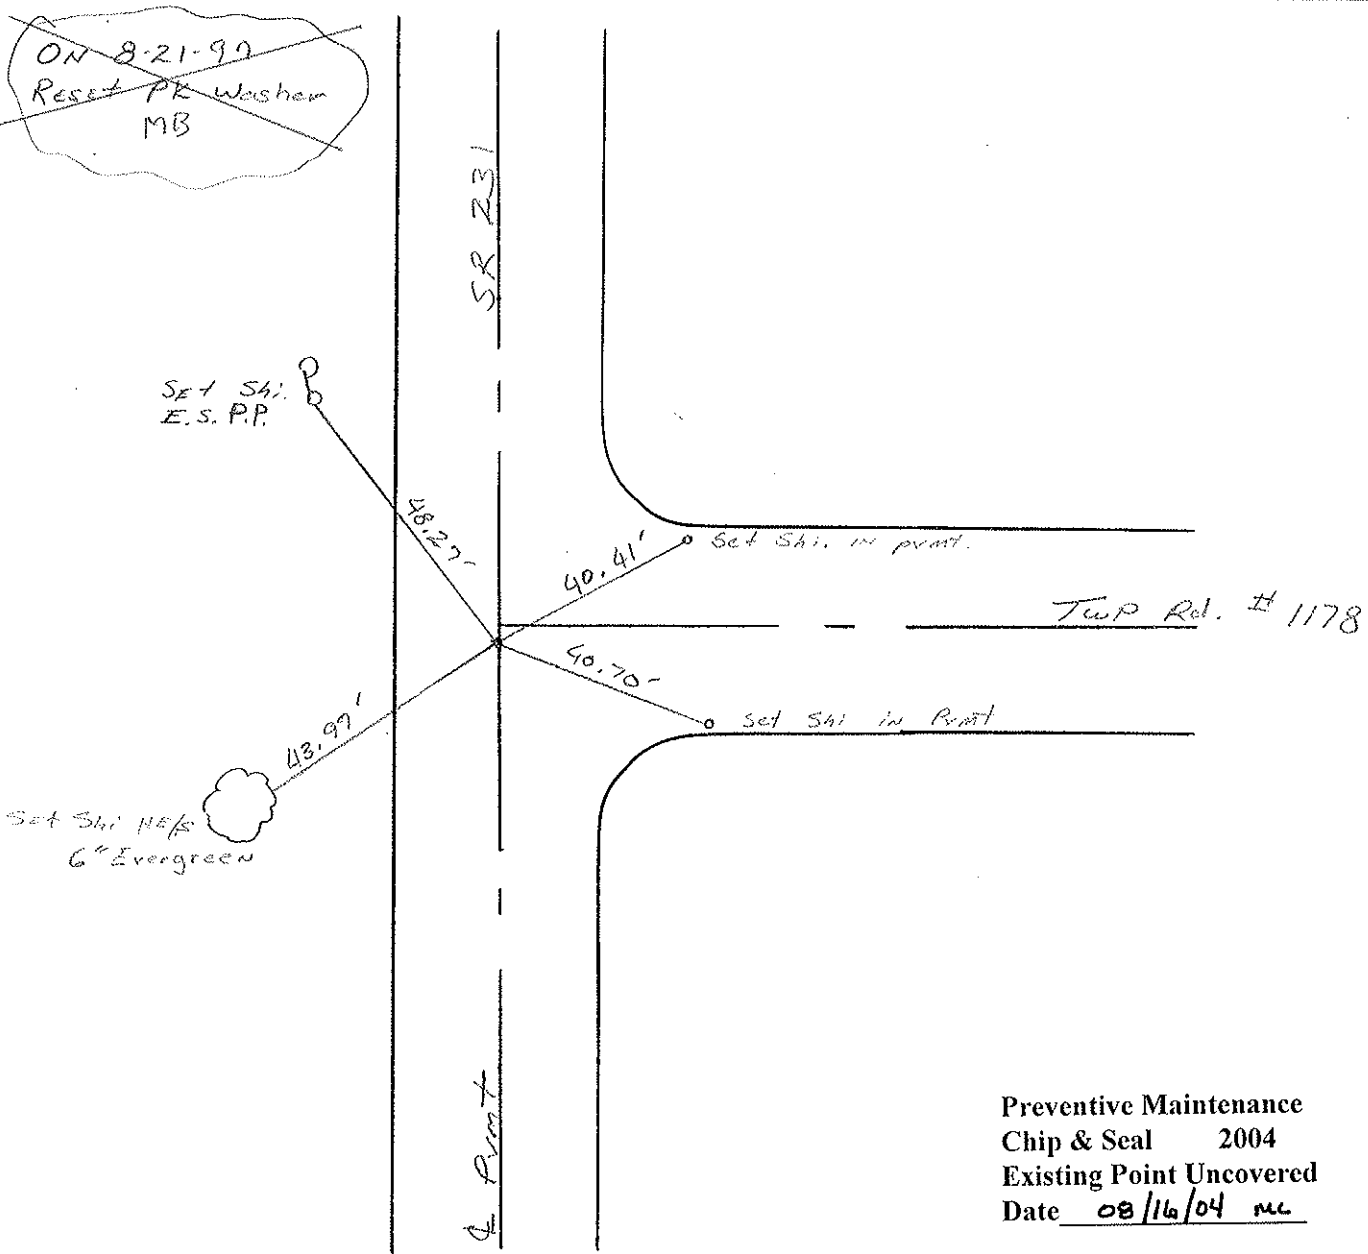 ON 8-21-97
Reset PK Washer
MB
SR 231
Set Shi.
E.S. P.P.
48.27'
40.41'
Set Shi. in pvmt.
Twp Rd. # 1178
40.70'
Set Shi in Pvmt
43.97'
Set Shi NE/S
6" Evergreen
℄ Pvmt
Preventive Maintenance
Chip & Seal 2004
Existing Point Uncovered
Date 08/16/04